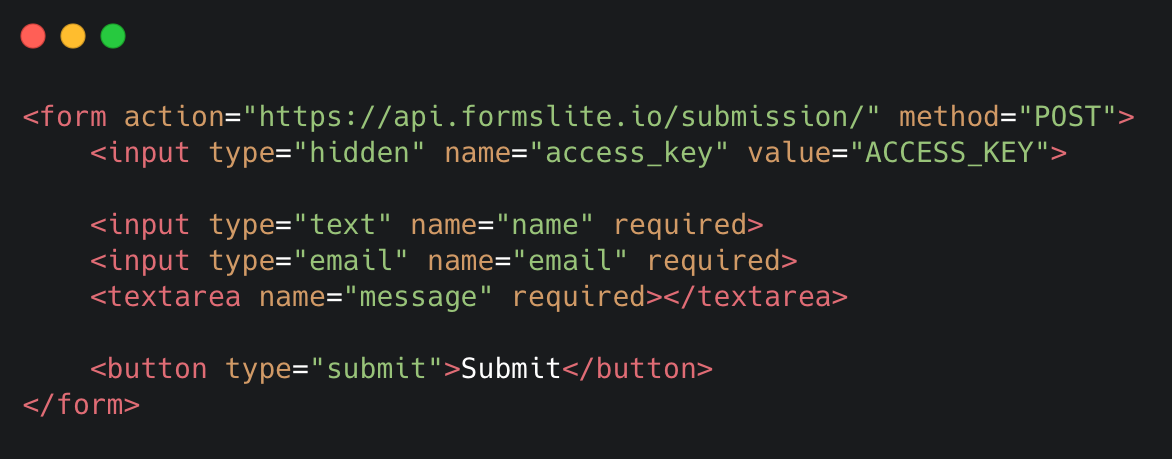 <form action="https://api.formslite.io/submission/" method="POST">
<input type="hidden" name="access_key" value="ACCESS_KEY">
<input type="text" name="name" required>
<input type="email" name="email" required>
<textarea name="message" required></textarea>
<button type="submit">Submit</button>
</form>